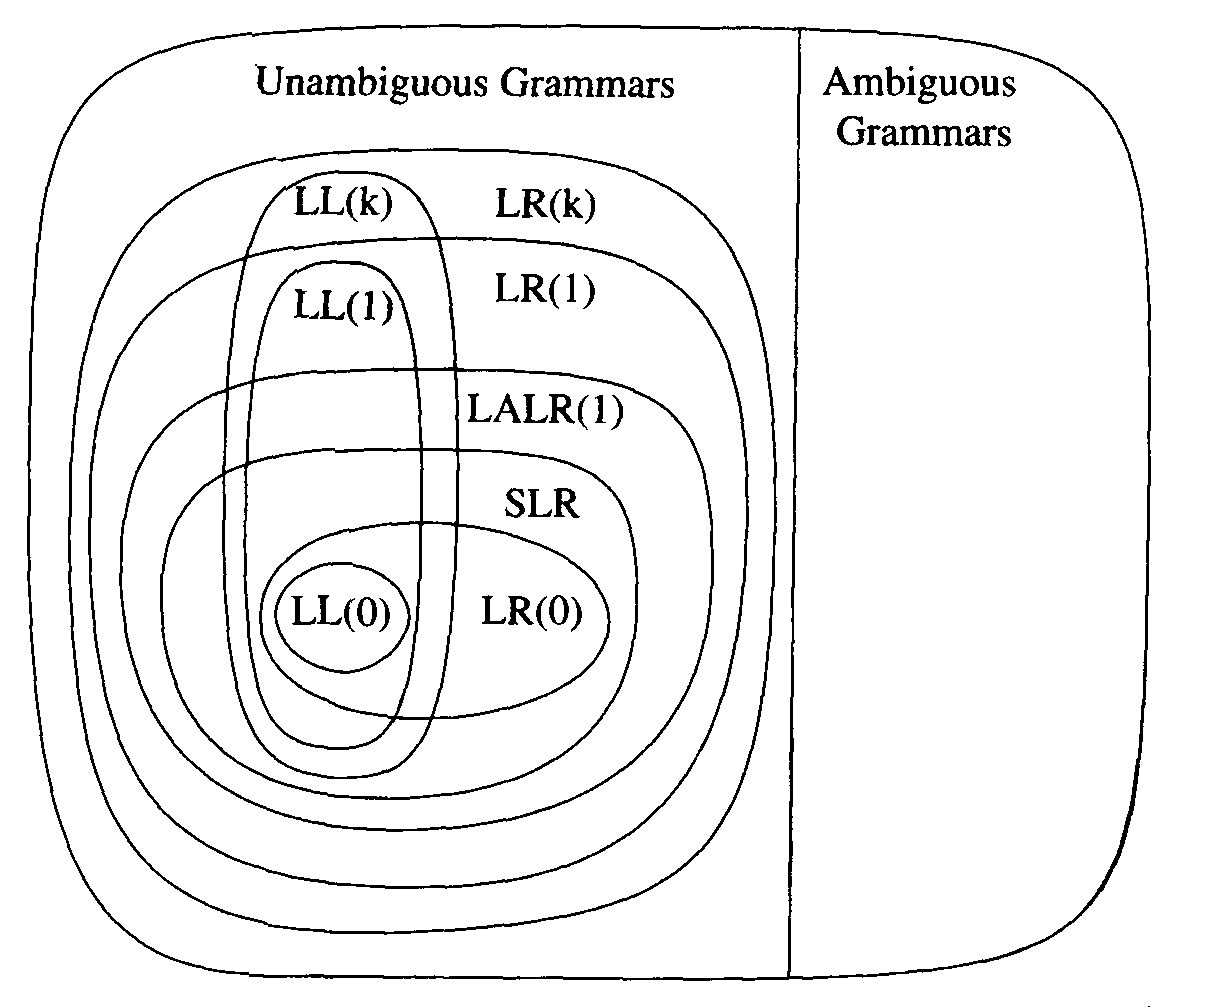 Unambiguous Grammars
Ambiguous
Grammars
LL(k)
LR(k)
LR(1)
LL(1)
LALR(1)
SLR
LL(0)
LR(0)